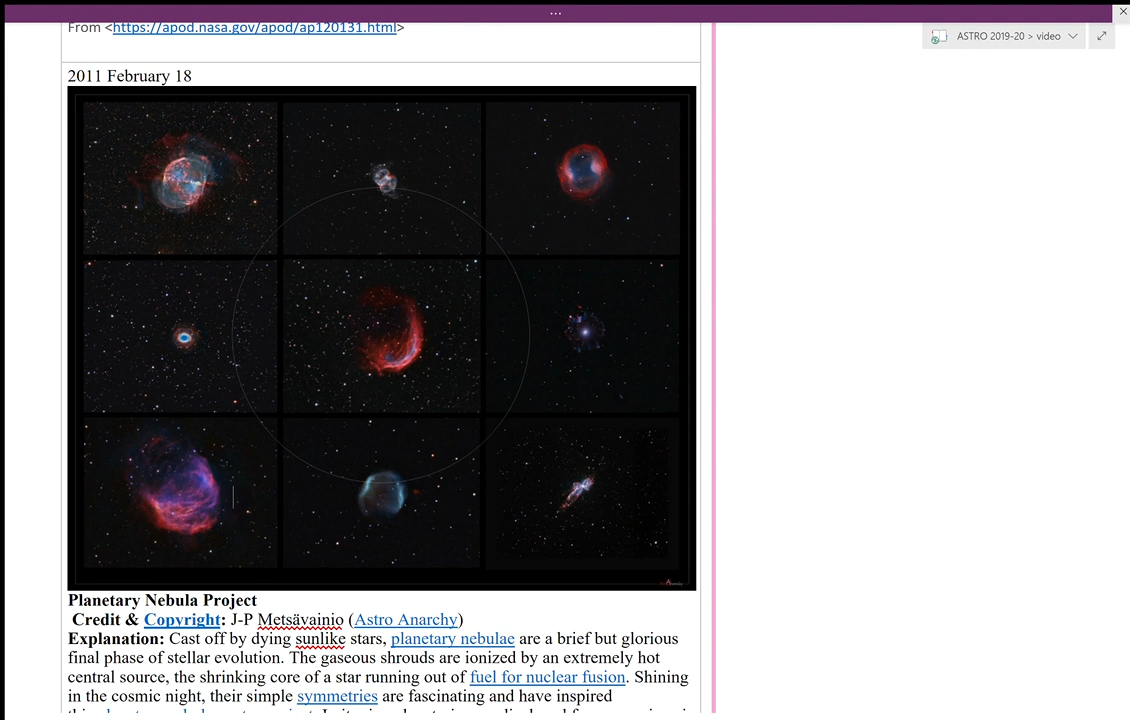 ...
From <https://apod.nasa.gov/apod/ap120131.html>
ASTRO 2019-20 > video
2011 February 18
Planetary Nebula Project
Credit & Copyright: J-P Metsävainio (Astro Anarchy)
Explanation: Cast off by dying sunlike stars, planetary nebulae are a brief but glorious
final phase of stellar evolution. The gaseous shrouds are ionized by an extremely hot
central source, the shrinking core of a star running out of fuel for nuclear fusion. Shining
in the cosmic night, their simple symmetries are fascinating and have inspired